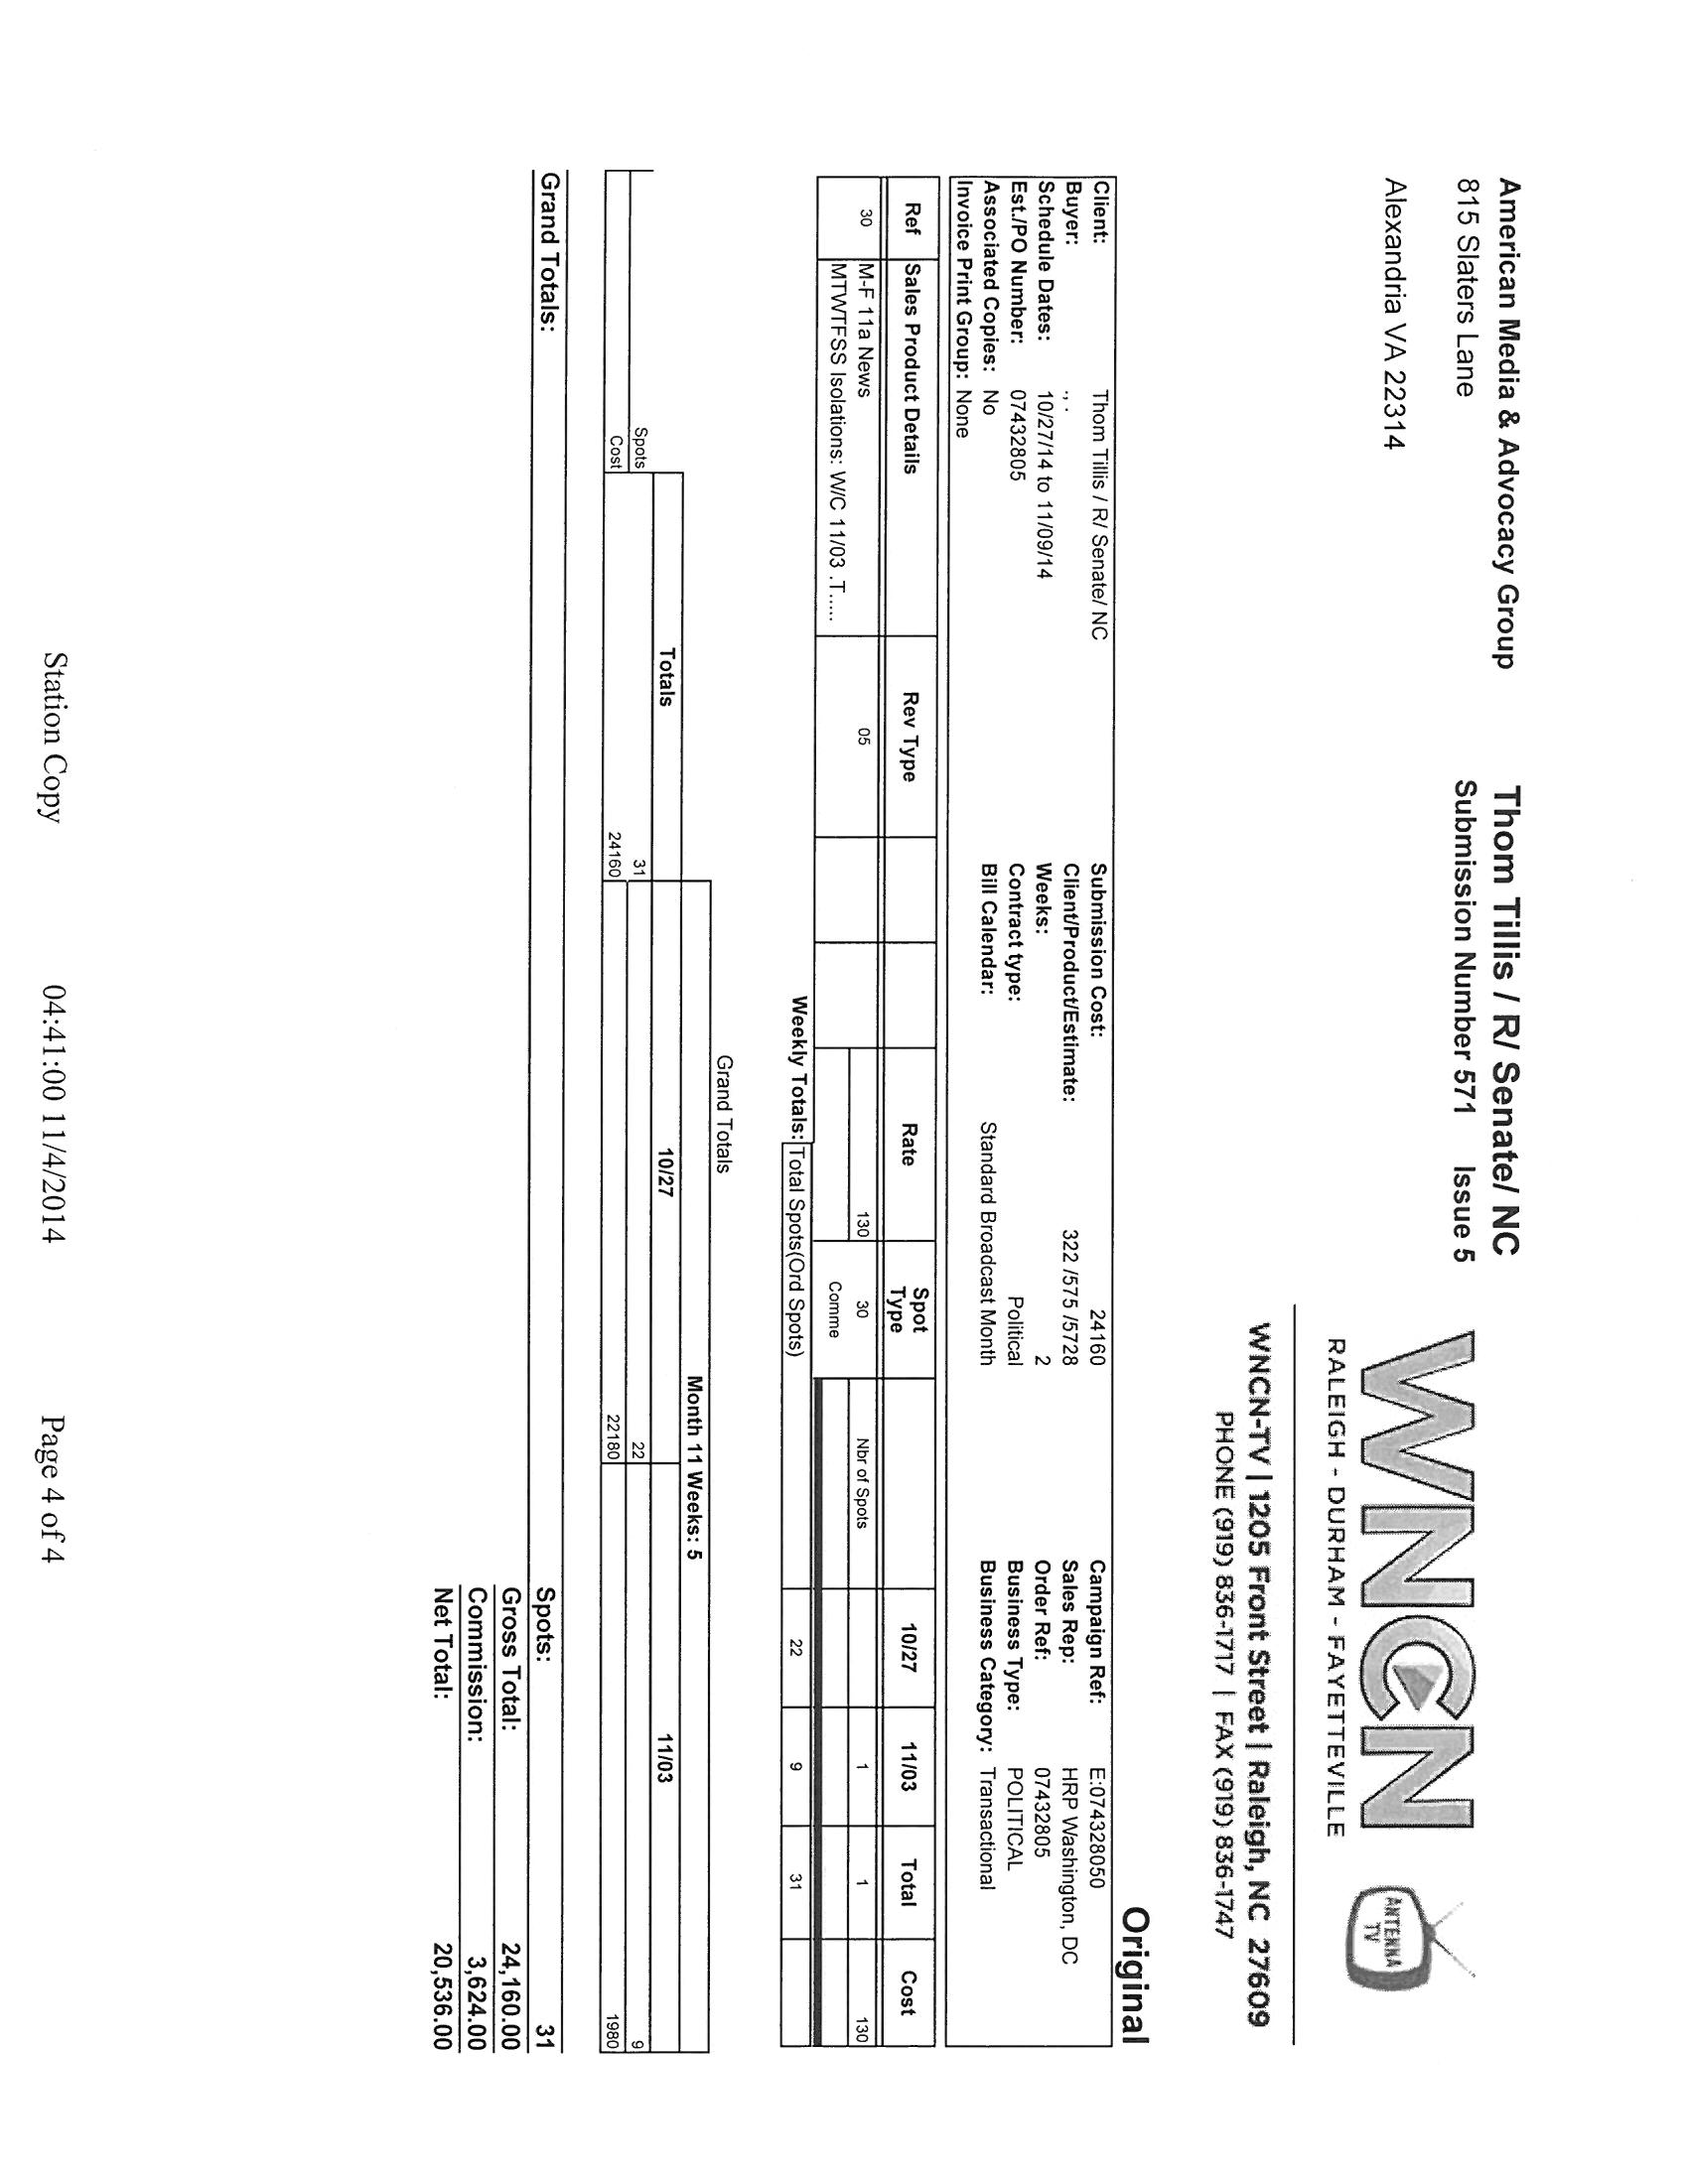 American Media & Advocacy Group
815 Slaters Lane
Alexandria VA 22314
Thom Tillis / R/ Senate/ NC
Submission Number 571 Issue 5
WNCN
ANTENNA TV
RALEIGH - DURHAM - FAYETTEVILLE
WNCN-TV | 1205 Front Street | Raleigh, NC 27609
PHONE (919) 836-1717 | FAX (919) 836-1747
Original
Client: Thom Tillis / R/ Senate/ NC Submission Cost: 24160 Campaign Ref: E:074328050
Buyer: ., . Client/Product/Estimate: 322 /575 /5728 Sales Rep: HRP Washington, DC
Schedule Dates: 10/27/14 to 11/09/14 Weeks: 2 Order Ref: 07432805
Est./PO Number: 07432805 Contract type: Political Business Type: POLITICAL
Associated Copies: No Bill Calendar: Standard Broadcast Month Business Category: Transactional
Invoice Print Group: None
Ref Sales Product Details Rev Type Rate Spot Type 10/27 11/03 Total Cost
30 M-F 11a News 05 130 30 Nbr of Spots 1 1 130
MTWTFSS Isolations: W/C 11/03 .T..... Comme
Weekly Totals: Total Spots(Ord Spots) 22 9 31
Grand Totals
Month 11 Weeks: 5
Totals 10/27 11/03
Spots 31 22 9
Cost 24160 22180 1980
Grand Totals: Spots: 31
Gross Total: 24,160.00
Commission: 3,624.00
Net Total: 20,536.00
Station Copy 04:41:00 11/4/2014 Page 4 of 4